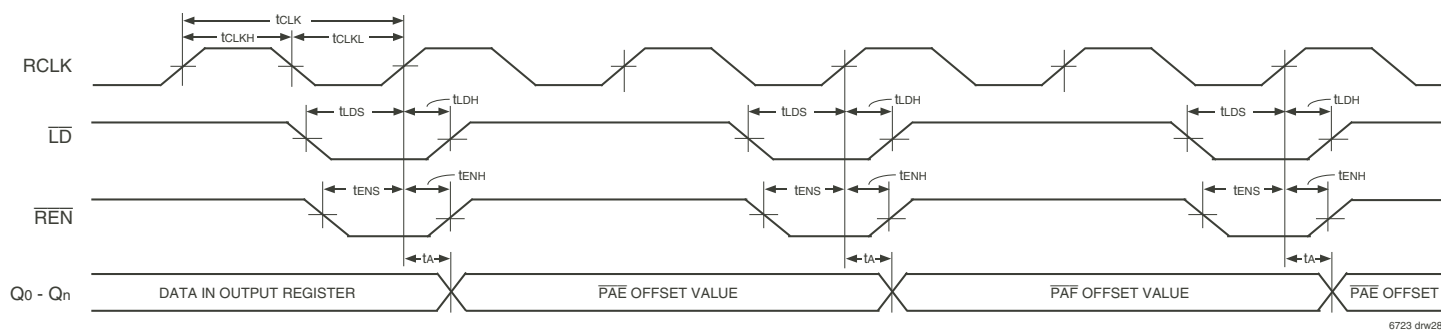 tCLK
tCLKH
tCLKL
RCLK
tLDS
tLDH
tLDS
tLDH
tLDS
tLDH
LD
tENS
tENH
tENS
tENH
tENS
tENH
REN
tA
tA
tA
Q0 - Qn
DATA IN OUTPUT REGISTER
PAE OFFSET VALUE
PAF OFFSET VALUE
PAE OFFSET
6723 drw28